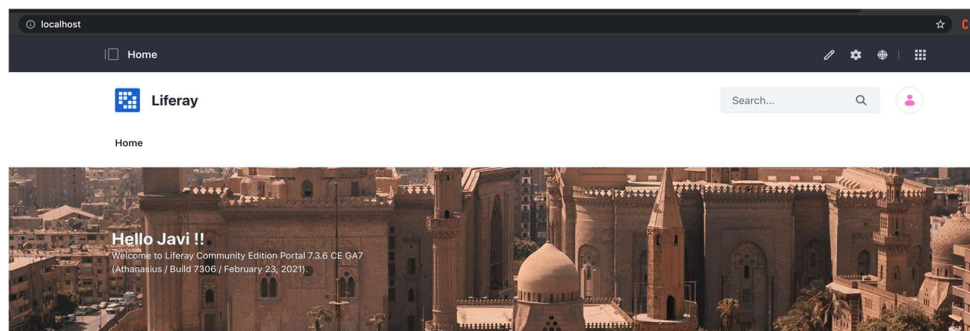 localhost
Home
Liferay
Search...
Home
Hello Javi !!
Welcome to Liferay Community Edition Portal 7.3.6 CE GA7
(Athanasius / Build 7306 / February 23, 2021).